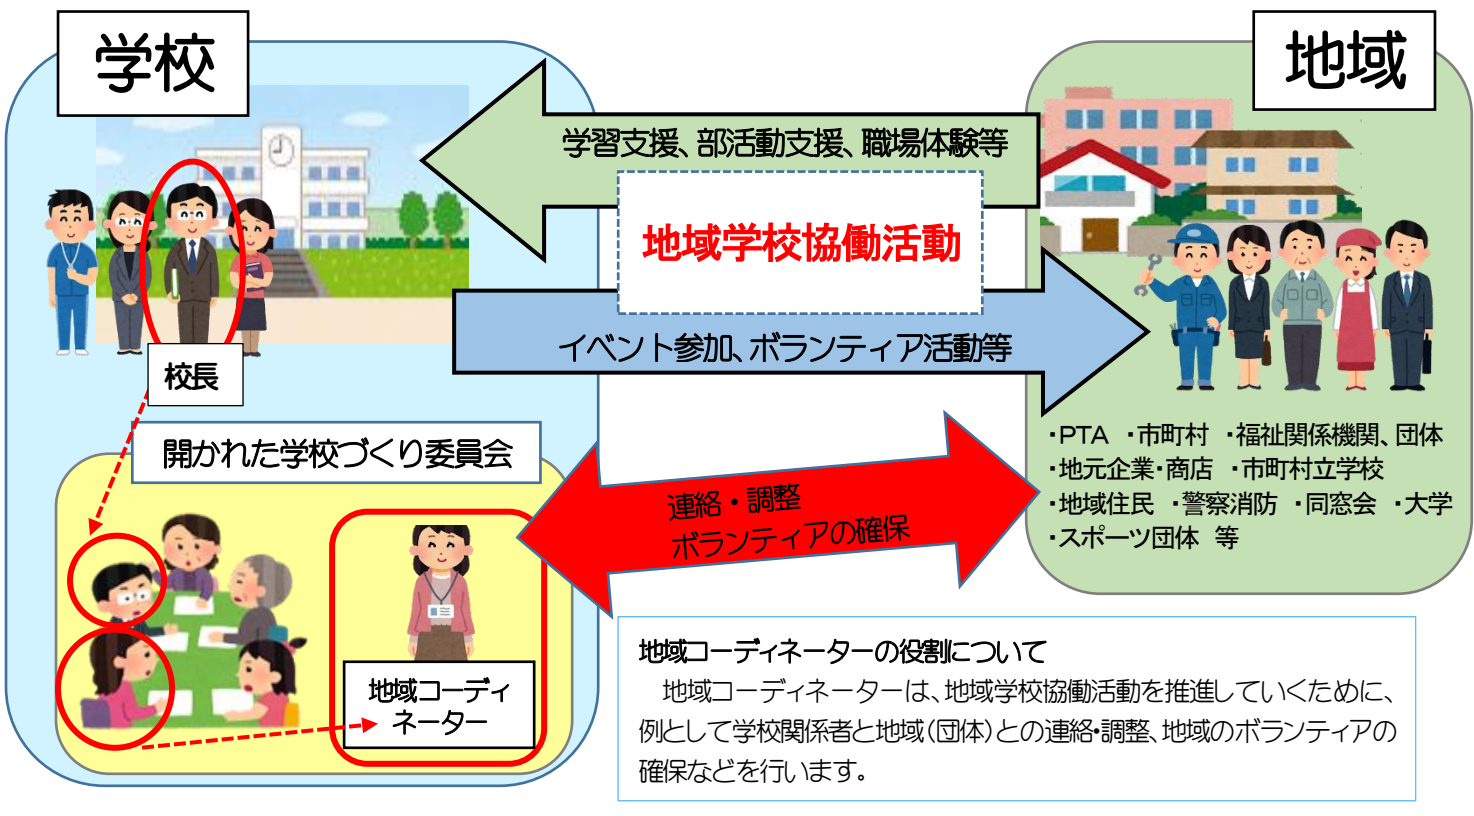 学校
地域
学習支援、部活動支援、職場体験等
地域学校協働活動
イベント参加、ボランティア活動等
校長
開かれた学校づくり委員会
・PTA ・市町村 ・福祉関係機関、団体
・地元企業・商店 ・市町村立学校
・地域住民 ・警察消防 ・同窓会 ・大学
・スポーツ団体 等
連絡・調整
ボランティアの確保
地域コーディ
ネーター
地域コーディネーターの役割について
地域コーディネーターは、地域学校協働活動を推進していくために、
例として学校関係者と地域(団体)との連絡・調整、地域のボランティアの
確保などを行います。